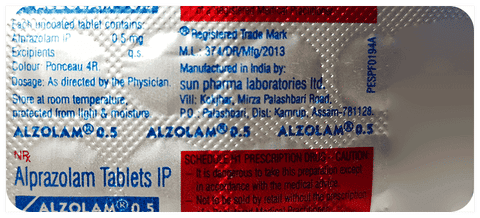 Each uncoated tablet contains:
Alprazolam IP 0.5 mg
Excipients q.s.
Colour: Ponceau 4R
Dosage: As directed by the Physician.
Store at room temperature,
protected from light & moisture.
® Registered Trade Mark
M.L.: 374/DR/Mfg/2013
Manufactured in India by:
sun pharma laboratories ltd.
Vill: Kokjhar, Mirza Palashbari Road,
P.O.: Palashbari, Dist: Kamrup, Assam-781128.
PESPF0194A
ALZOLAM® 0.5 ALZOLAM® 0.5 ALZOLAM® 0.5
NRx
Alprazolam Tablets IP
ALZOLAM® 0.5
SCHEDULE H1 PRESCRIPTION DRUG - CAUTION
- It is dangerous to take this preparation except
in accordance with the medical advice.
- Not to be sold by retail without the prescription